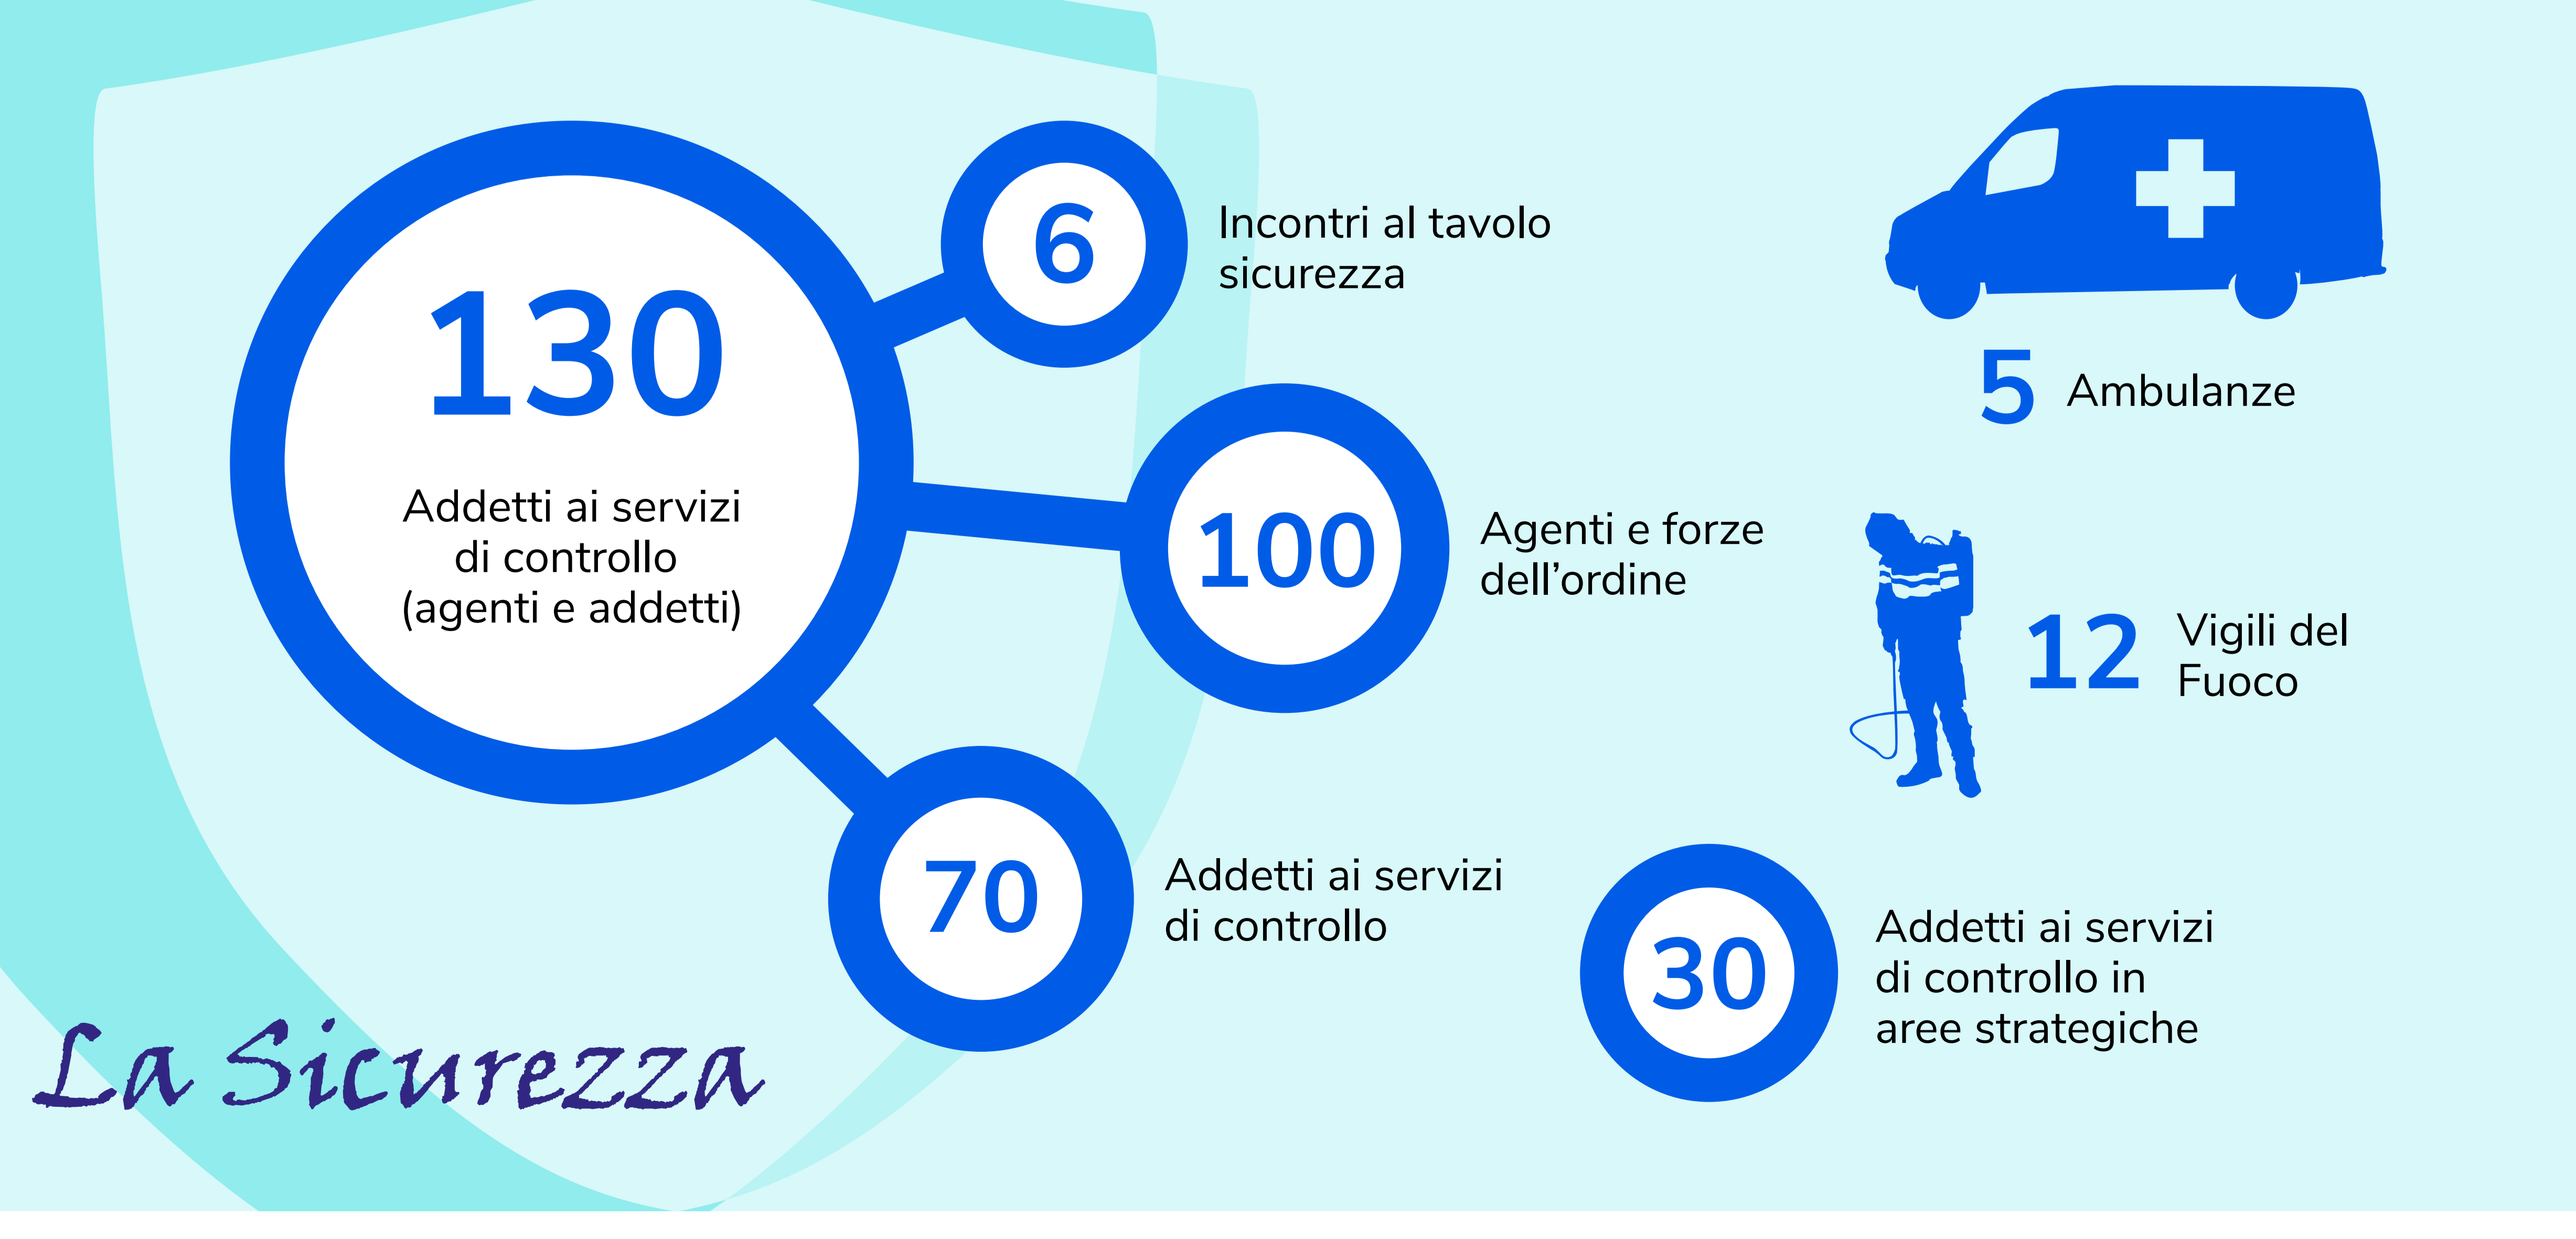 130
Addetti ai servizi
di controllo
(agenti e addetti)
6
Incontri al tavolo
sicurezza
100
Agenti e forze
dell’ordine
70
Addetti ai servizi
di controllo
5 Ambulanze
12
Vigili del
Fuoco
30
Addetti ai servizi
di controllo in
aree strategiche
La Sicurezza